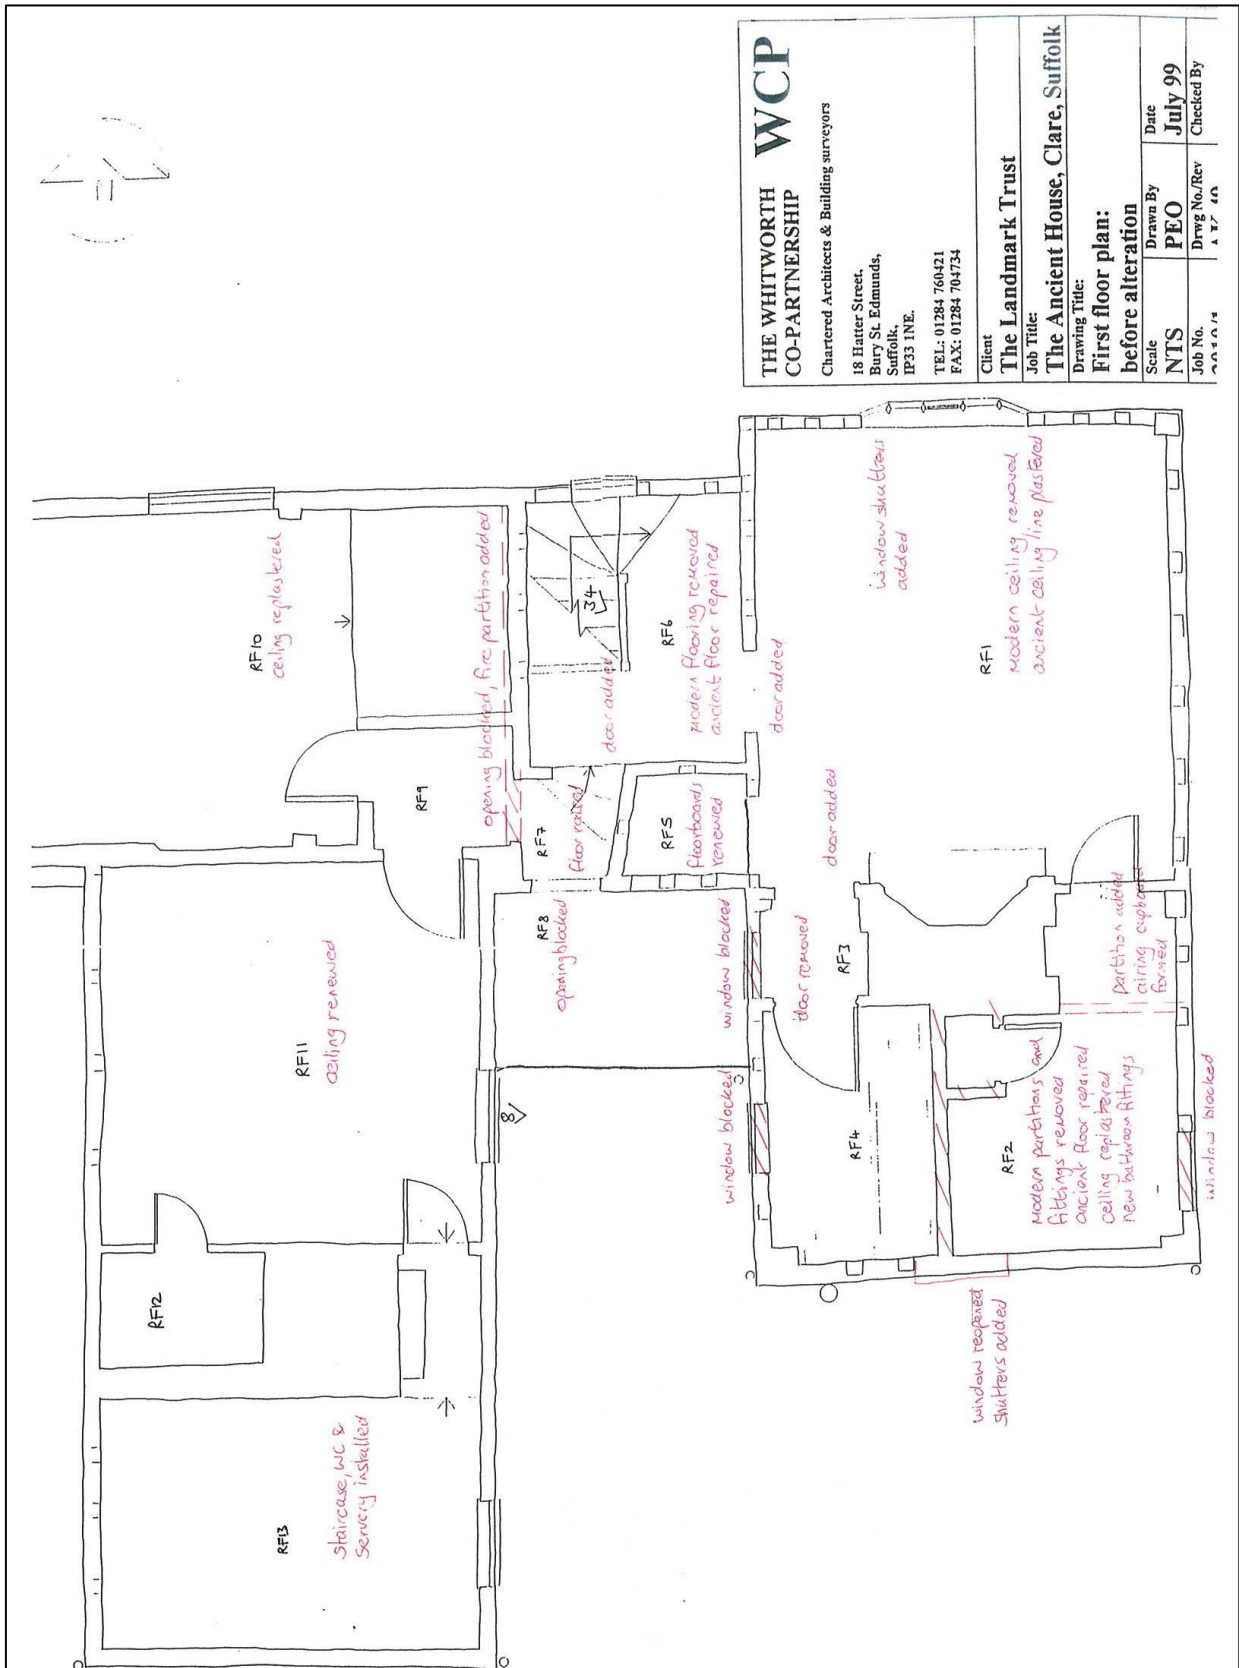 THE WHITWORTH WCP
CO-PARTNERSHIP
Chartered Architects & Building surveyors
18 Hatter Street,
Bury St. Edmunds,
Suffolk,
IP33 1NE.
TEL: 01284 760421
FAX: 01284 704734
Client
The Landmark Trust
Job Title:
The Ancient House, Clare, Suffolk
Drawing Title:
First floor plan:
before alteration
Scale Drawn By Date
NTS PEO July 99
Job No. Drwg No./Rev Checked By
RF10
ceiling replastered
opening blocked, fire partition added
RF9
34
door added
RF6
Modern flooring removed
ancient floor repaired
door added
window shutters
added
RF1
Modern ceiling removed
ancient ceiling/line plastered
RF7
floor raised
RF5
floorboards
renewed
door added
RF11
ceiling renewed
RF8
opening blocked
window blocked
door removed
RF3
partition added
airing cupboard
formed
8
window blocked
RF4
RF2
Modern partitions and
fittings removed
ancient floor repaired
ceiling replastered
new bathroom fittings
window blocked
RF12
window reopened
shutters added
RF13
Staircase, WC &
Servery installed